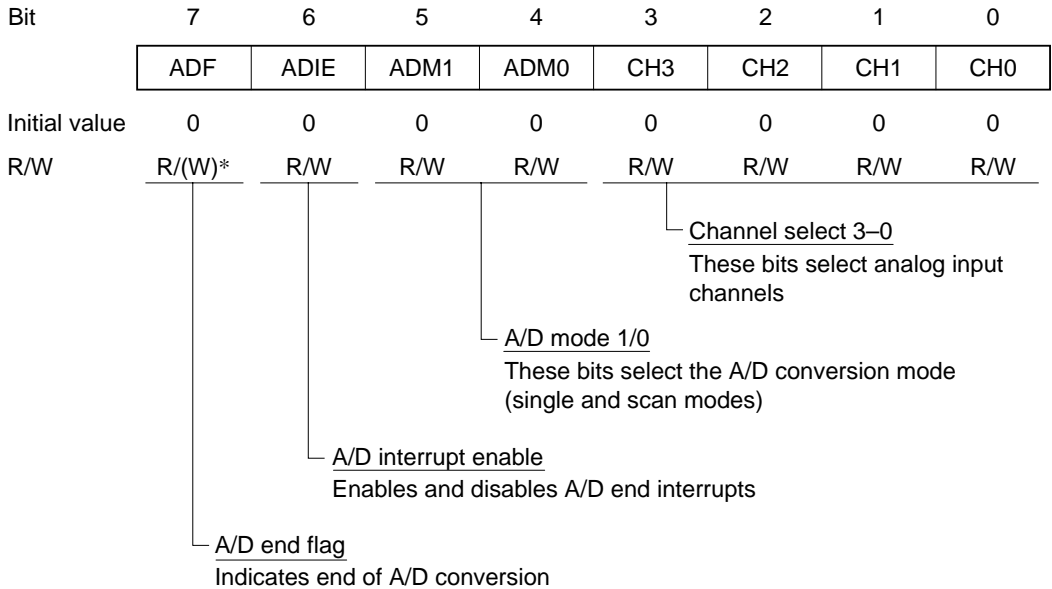 Bit 7 6 5 4 3 2 1 0
ADF ADIE ADM1 ADM0 CH3 CH2 CH1 CH0
Initial value 0 0 0 0 0 0 0 0
R/W R/(W)* R/W R/W R/W R/W R/W R/W R/W
Channel select 3–0
These bits select analog input
channels
A/D mode 1/0
These bits select the A/D conversion mode
(single and scan modes)
A/D interrupt enable
Enables and disables A/D end interrupts
A/D end flag
Indicates end of A/D conversion